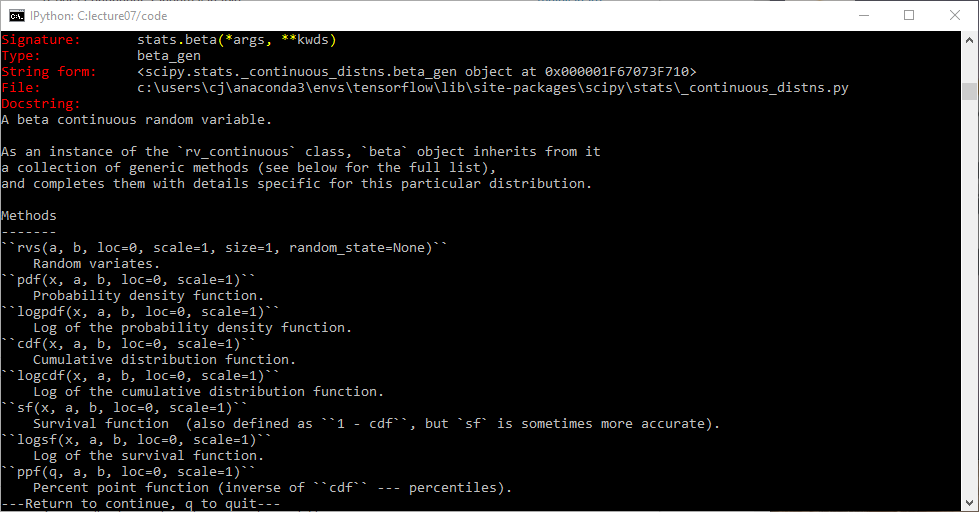 IPython: C:lecture07/code
Signature:       stats.beta(*args, **kwds)
Type:            beta_gen
String form:     <scipy.stats._continuous_distns.beta_gen object at 0x000001F67073F710>
File:            c:\users\cj\anaconda3\envs\tensorflow\lib\site-packages\scipy\stats\_continuous_distns.py
Docstring:
A beta continuous random variable.

As an instance of the `rv_continuous` class, `beta` object inherits from it
a collection of generic methods (see below for the full list),
and completes them with details specific for this particular distribution.

Methods
-------
``rvs(a, b, loc=0, scale=1, size=1, random_state=None)``
    Random variates.
``pdf(x, a, b, loc=0, scale=1)``
    Probability density function.
``logpdf(x, a, b, loc=0, scale=1)``
    Log of the probability density function.
``cdf(x, a, b, loc=0, scale=1)``
    Cumulative distribution function.
``logcdf(x, a, b, loc=0, scale=1)``
    Log of the cumulative distribution function.
``sf(x, a, b, loc=0, scale=1)``
    Survival function  (also defined as ``1 - cdf``, but `sf` is sometimes more accurate).
``logsf(x, a, b, loc=0, scale=1)``
    Log of the survival function.
``ppf(q, a, b, loc=0, scale=1)``
    Percent point function (inverse of ``cdf`` --- percentiles).
---Return to continue, q to quit---